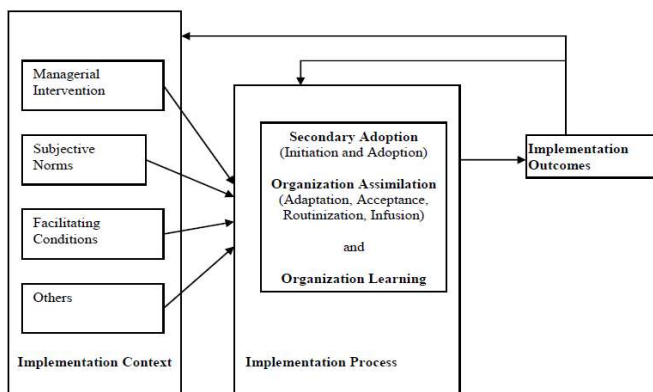 Managerial
Intervention
Subjective
Norms
Facilitating
Conditions
Others
Implementation Context
Secondary Adoption
(Initiation and Adoption)
Organization Assimilation
(Adaptation, Acceptance,
Routinization, Infusion)
and
Organization Learning
Implementation Process
Implementation
Outcomes